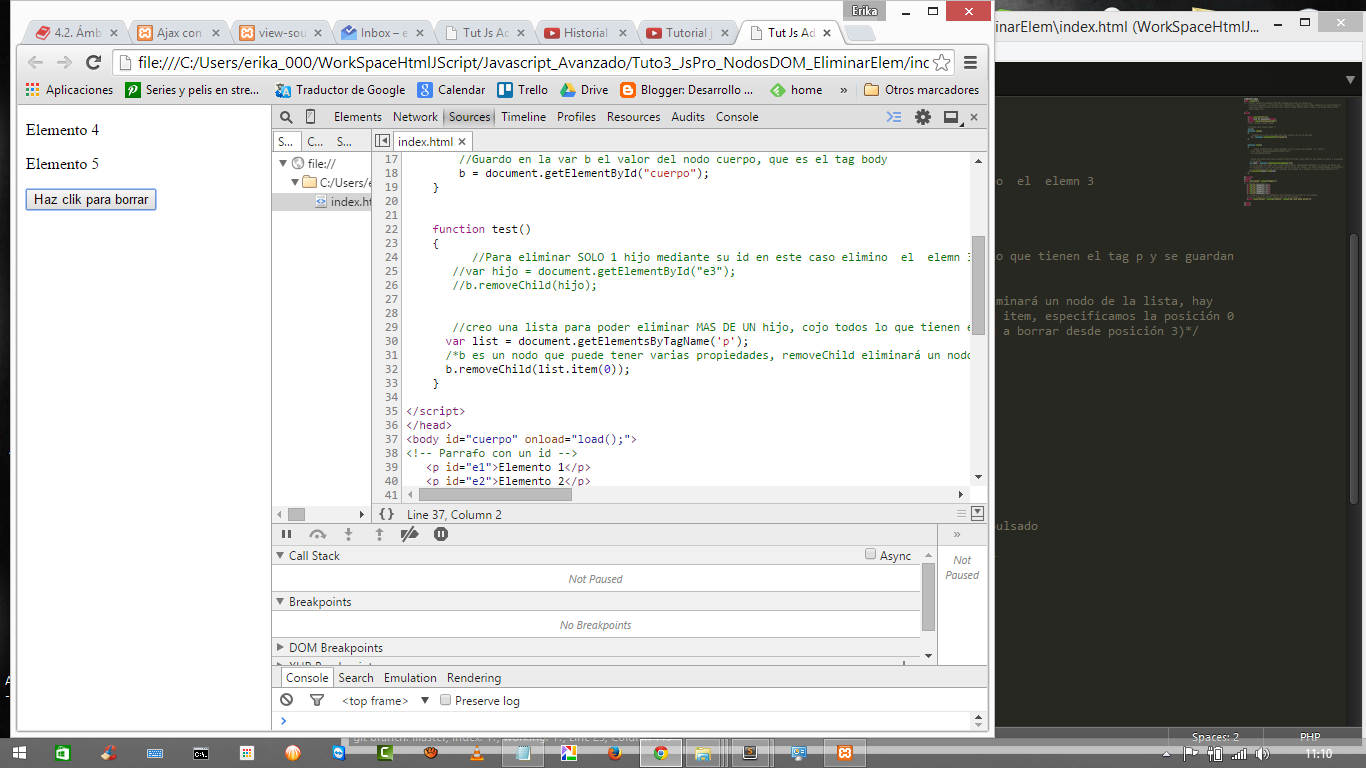 Erika
4.2. Ámb
Ajax con
view-sou
Inbox – e
Tut Js Ad
Historial
Tutorial j
Tut Js Ad
file:///C:/Users/erika_000/WorkSpaceHtmlJScript/Javascript_Avanzado/Tuto3_JsPro_NodosDOM_EliminarElem/ind
Aplicaciones
Series y pelis en stre...
Traductor de Google
Calendar
Trello
Drive
Blogger: Desarrollo ...
home
»
Otros marcadores
Elemento 4
Elemento 5
Haz clik para borrar
Elements Network Sources Timeline Profiles Resources Audits Console
S... C... S...
index.html
file://
C:/Users/e
index.ht
17 //Guardo en la var b el valor del nodo cuerpo, que es el tag body
18 b = document.getElementById("cuerpo");
19 }
20
21
22 function test()
23 {
24 //Para eliminar SOLO 1 hijo mediante su id en este caso elimino el elemn 3
25 //var hijo = document.getElementById("e3");
26 //b.removeChild(hijo);
27
28
29 //creo una lista para poder eliminar MAS DE UN hijo, cojo todos lo que tienen e
30 var list = document.getElementsByTagName('p');
31 /*b es un nodo que puede tener varias propiedades, removeChild eliminará un nodo
32 b.removeChild(list.item(0));
33 }
34
35 </script>
36 </head>
37 <body id="cuerpo" onload="load();">
38 <!-- Parrafo con un id -->
39 <p id="e1">Elemento 1</p>
40 <p id="e2">Elemento 2</p>
41
{} Line 37, Column 2
Call Stack
Async
Not Paused
Breakpoints
No Breakpoints
DOM Breakpoints
»
Not Paused
Console Search Emulation Rendering
<top frame>
Preserve log
inarElem\index.html (WorkSpaceHtmlJ...
o el elemn 3
o que tienen el tag p y se guardan
minará un nodo de la lista, hay
item, especificamos la posición 0
a borrar desde posición 3)*/
ulsado
Spaces: 2
PHP
11:10